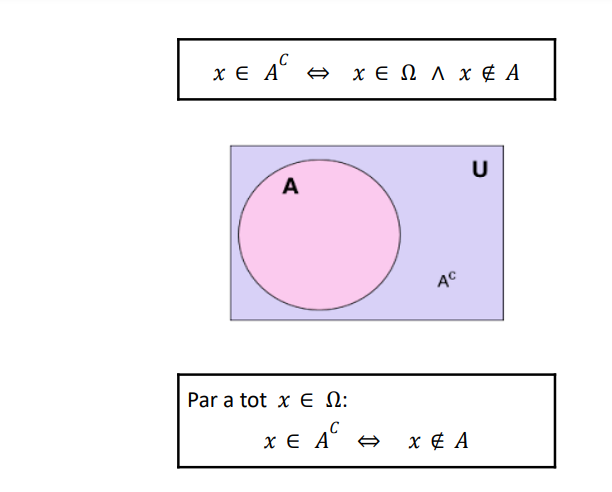 x ∈ A^C ⇔ x ∈ Ω ∧ x ∉ A
U
A
A^C
Par a tot x ∈ Ω:
x ∈ A^C ⇔ x ∉ A